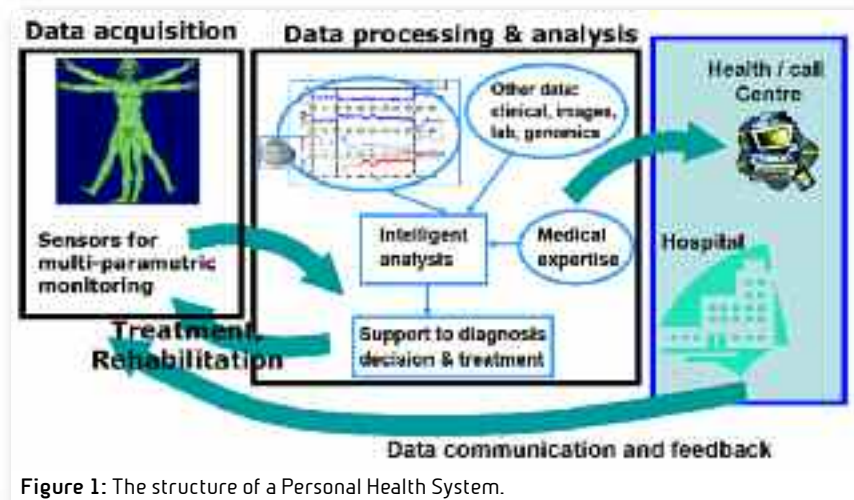 Data acquisition
Data processing & analysis
Health / call
Centre
Other data:
clinical, images,
lab, genomics
Sensors for
multi-parametric
monitoring
Intelligent
analysis
Medical
expertise
Hospital
Treatment,
Rehabilitation
Support to diagnosis
decision & treatment
Data communication and feedback
Figure 1: The structure of a Personal Health System.